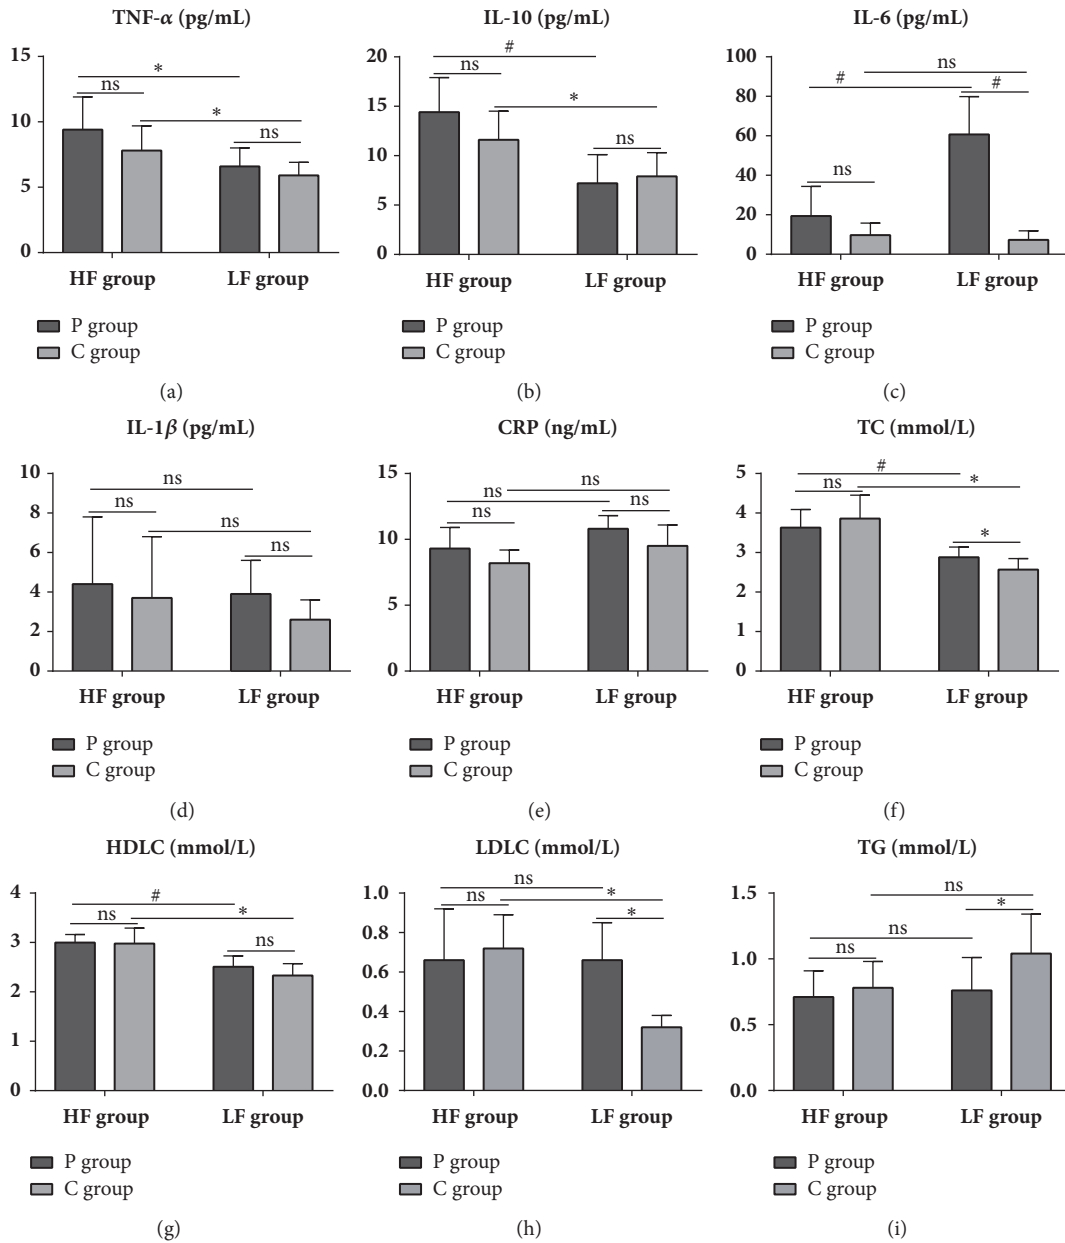 TNF-α (pg/mL)
15
10
5
0
*
ns
*
ns
HF group
LF group
P group
C group
(a)
IL-10 (pg/mL)
20
15
10
5
0
#
ns
*
ns
HF group
LF group
P group
C group
(b)
IL-6 (pg/mL)
100
80
60
40
20
0
ns
#
#
ns
HF group
LF group
P group
C group
(c)
IL-1β (pg/mL)
10
8
6
4
2
0
ns
ns
ns
ns
HF group
LF group
P group
C group
(d)
CRP (ng/mL)
15
10
5
0
ns
ns
ns
ns
HF group
LF group
P group
C group
(e)
TC (mmol/L)
5
4
3
2
1
0
#
ns
*
*
HF group
LF group
P group
C group
(f)
HDLC (mmol/L)
4
3
2
1
0
#
ns
*
ns
HF group
LF group
P group
C group
(g)
LDLC (mmol/L)
1.0
0.8
0.6
0.4
0.2
0.0
ns
ns
*
*
HF group
LF group
P group
C group
(h)
TG (mmol/L)
1.5
1.0
0.5
0.0
ns
*
ns
ns
HF group
LF group
P group
C group
(i)